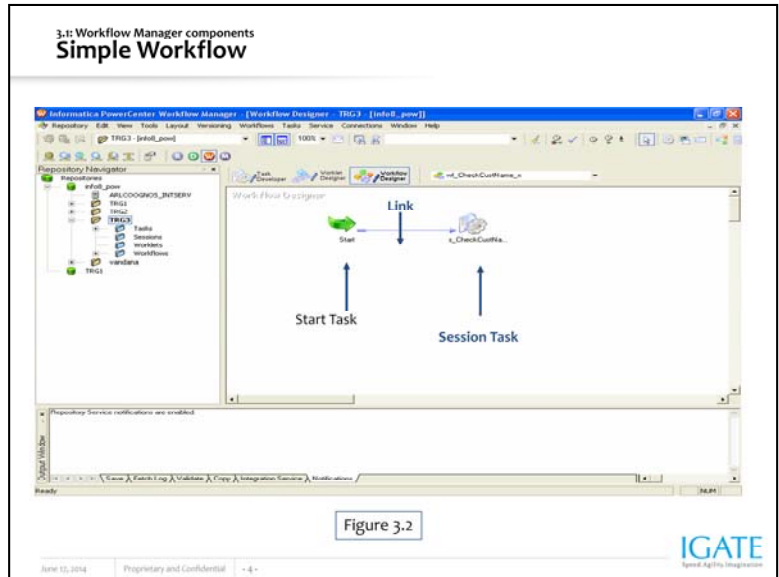 3.1: Workflow Manager components
Simple Workflow
Informatica PowerCenter Workflow Manager - [Workflow Designer - TRG3 - [infoll_pow]]
Repository Edit View Tools Layout Versioning Workflows Tasks Service Connections Window Help
TRG3 - [infoll_pow]
100%
Repository Navigator
Repositories
TRG1
TRG2
TRG3
Tasks
Sessions
Worklets
Workflows
vandana
TRG1
Task Developer
Worklet Designer
Workflow Designer
Workflow Designer
Link
Start
s_CheckCustNa...
Start Task
Session Task
Repository Service notifications are enabled.
Output Window
Save Fetch Log Validate Copy Integration Service Notifications
Ready
NUM
Figure 3.2
June 17, 2014 Proprietary and Confidential - 4 -
IGATE
Speed.Agility.Imagination